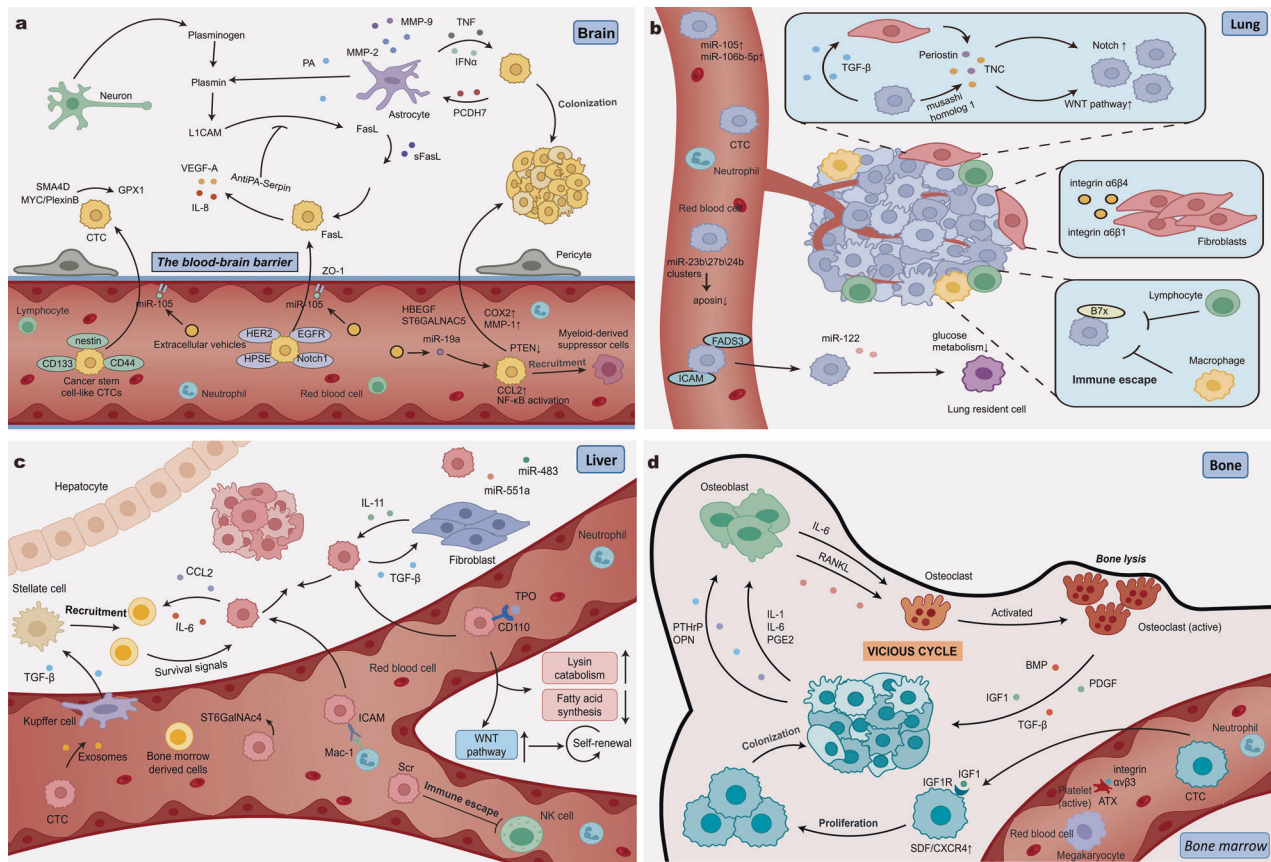 a
Brain
MMP-9
TNF
MMP-2
IFNα
PA
Plasminogen
Plasmin
Neuron
Astrocyte
PCDH7
Colonization
L1CAM
FasL
sFasL
VEGF-A
IL-8
AntiPA-Serpin
SMA4D
MYC/PlexinB
GPX1
CTC
FasL
The blood-brain barrier
Pericyte
ZO-1
miR-105
miR-105
Lymphocyte
nestin
CD133
CD44
Cancer stem
cell-like CTCs
Extracellular vehicles
Neutrophil
HER2
EGFR
HPSE
Notch1
Red blood cell
HBEGF
ST6GALNAC5
miR-19a
COX2↑
MMP-1↑
PTEN↓
Recruitment
CCL2↑
NF-κB activation
Myeloid-derived
suppressor cells
b
Lung
miR-105↑
miR-106b-5p↑
CTC
Neutrophil
Red blood cell
miR-23b\27b\24b
clusters
aposin↓
FADS3
ICAM
miR-122
glucose
metabolism↓
Lung resident cell
TGF-β
Periostin
TNC
musashi
homolog 1
Notch ↑
WNT pathway↑
integrin α6β4
integrin α6β1
Fibroblasts
B7x
Lymphocyte
Immune escape
Macrophage
c
Liver
Hepatocyte
miR-483
miR-551a
IL-11
Fibroblast
TGF-β
Neutrophil
Stellate cell
CCL2
Recruitment
IL-6
Survival signals
TGF-β
TPO
CD110
Red blood cell
Lysin
catabolism
Fatty acid
synthesis
WNT
pathway
Self-renewal
Kupffer cell
Exosomes
Bone morrow
derived cells
ST6GalNAc4
ICAM
Mac-1
Scr
Immune escape
NK cell
CTC
d
Bone
Osteoblast
IL-6
RANKL
Osteoclast
Bone lysis
Activated
Osteoclast (active)
PTHrP
OPN
IL-1
IL-6
PGE2
VICIOUS CYCLE
BMP
IGF1
PDGF
TGF-β
Colonization
Proliferation
IGF1R
IGF1
SDF/CXCR4↑
Neutrophil
integrin
αvβ3
Platelet
(active)
ATX
CTC
Red blood cell
Megakaryocyte
Bone marrow